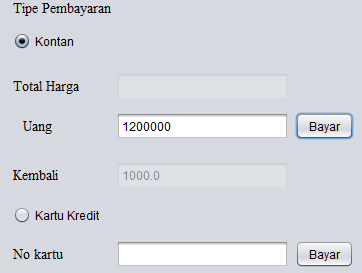 Tipe Pembayaran
Kontan
Total Harga
Uang 1200000 Bayar
Kembali 1000.0
Kartu Kredit
No kartu Bayar